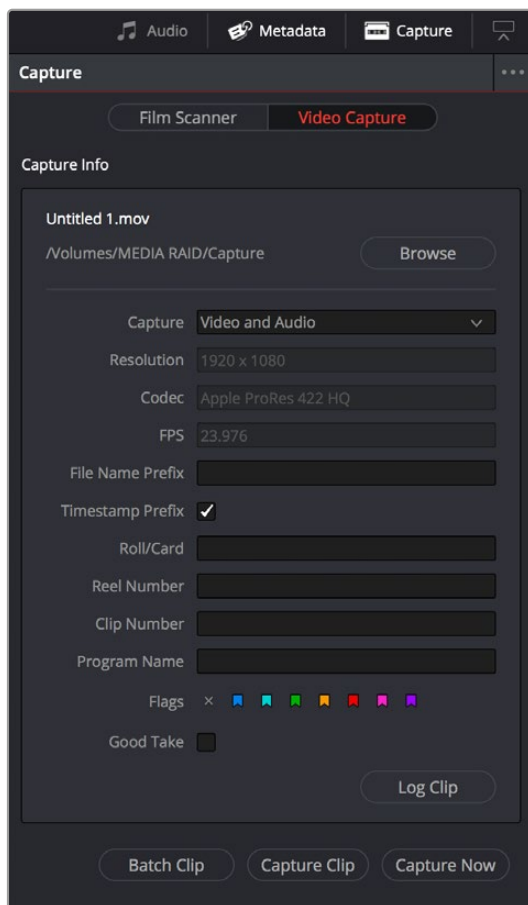 Audio Metadata Capture
Capture
Film Scanner Video Capture
Capture Info
Untitled 1.mov
/Volumes/MEDIA RAID/Capture Browse
Capture Video and Audio
Resolution 1920 x 1080
Codec Apple ProRes 422 HQ
FPS 23.976
File Name Prefix
Timestamp Prefix
Roll/Card
Reel Number
Clip Number
Program Name
Flags
Good Take
Log Clip
Batch Clip Capture Clip Capture Now